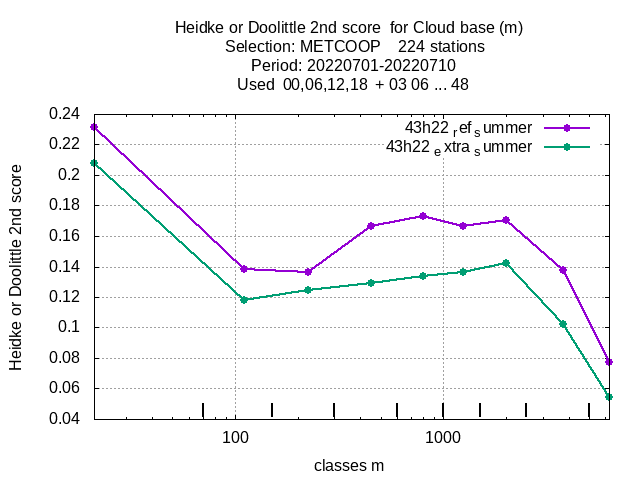 Heidke or Doolittle 2nd score  for Cloud base (m)
Selection: METCOOP    224 stations
Period: 20220701-20220710
Used  00,06,12,18  + 03 06 ... 48
0.24
0.22
0.2
0.18
0.16
0.14
0.12
0.1
0.08
0.06
0.04
Heidke or Doolittle 2nd score
43h22 ref summer
43h22 extra summer
100
1000
classes m